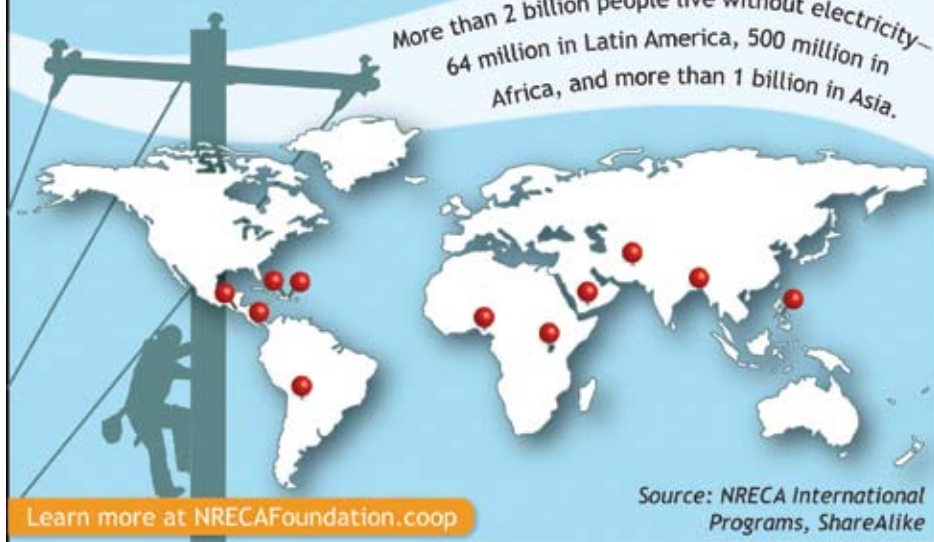 More than 2 billion people live without electricity—
64 million in Latin America, 500 million in
Africa, and more than 1 billion in Asia.
Learn more at NRECAFoundation.coop
Source: NRECA International
Programs, ShareAlike